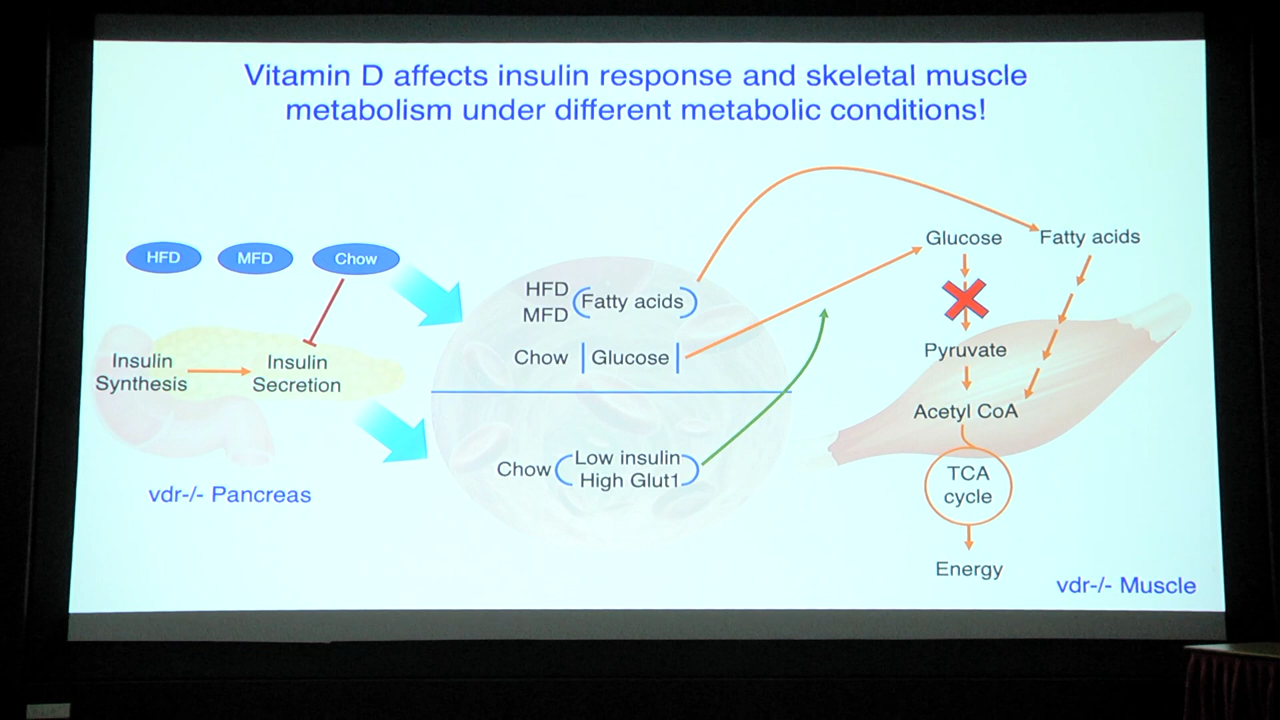 Vitamin D affects insulin response and skeletal muscle
metabolism under different metabolic conditions!
HFD
MFD
Chow
Insulin
Synthesis
Insulin
Secretion
vdr-/- Pancreas
HFD
MFD
Fatty acids
Chow
Glucose
Chow
Low insulin
High Glut1
Glucose
Fatty acids
Pyruvate
Acetyl CoA
TCA
cycle
Energy
vdr-/- Muscle